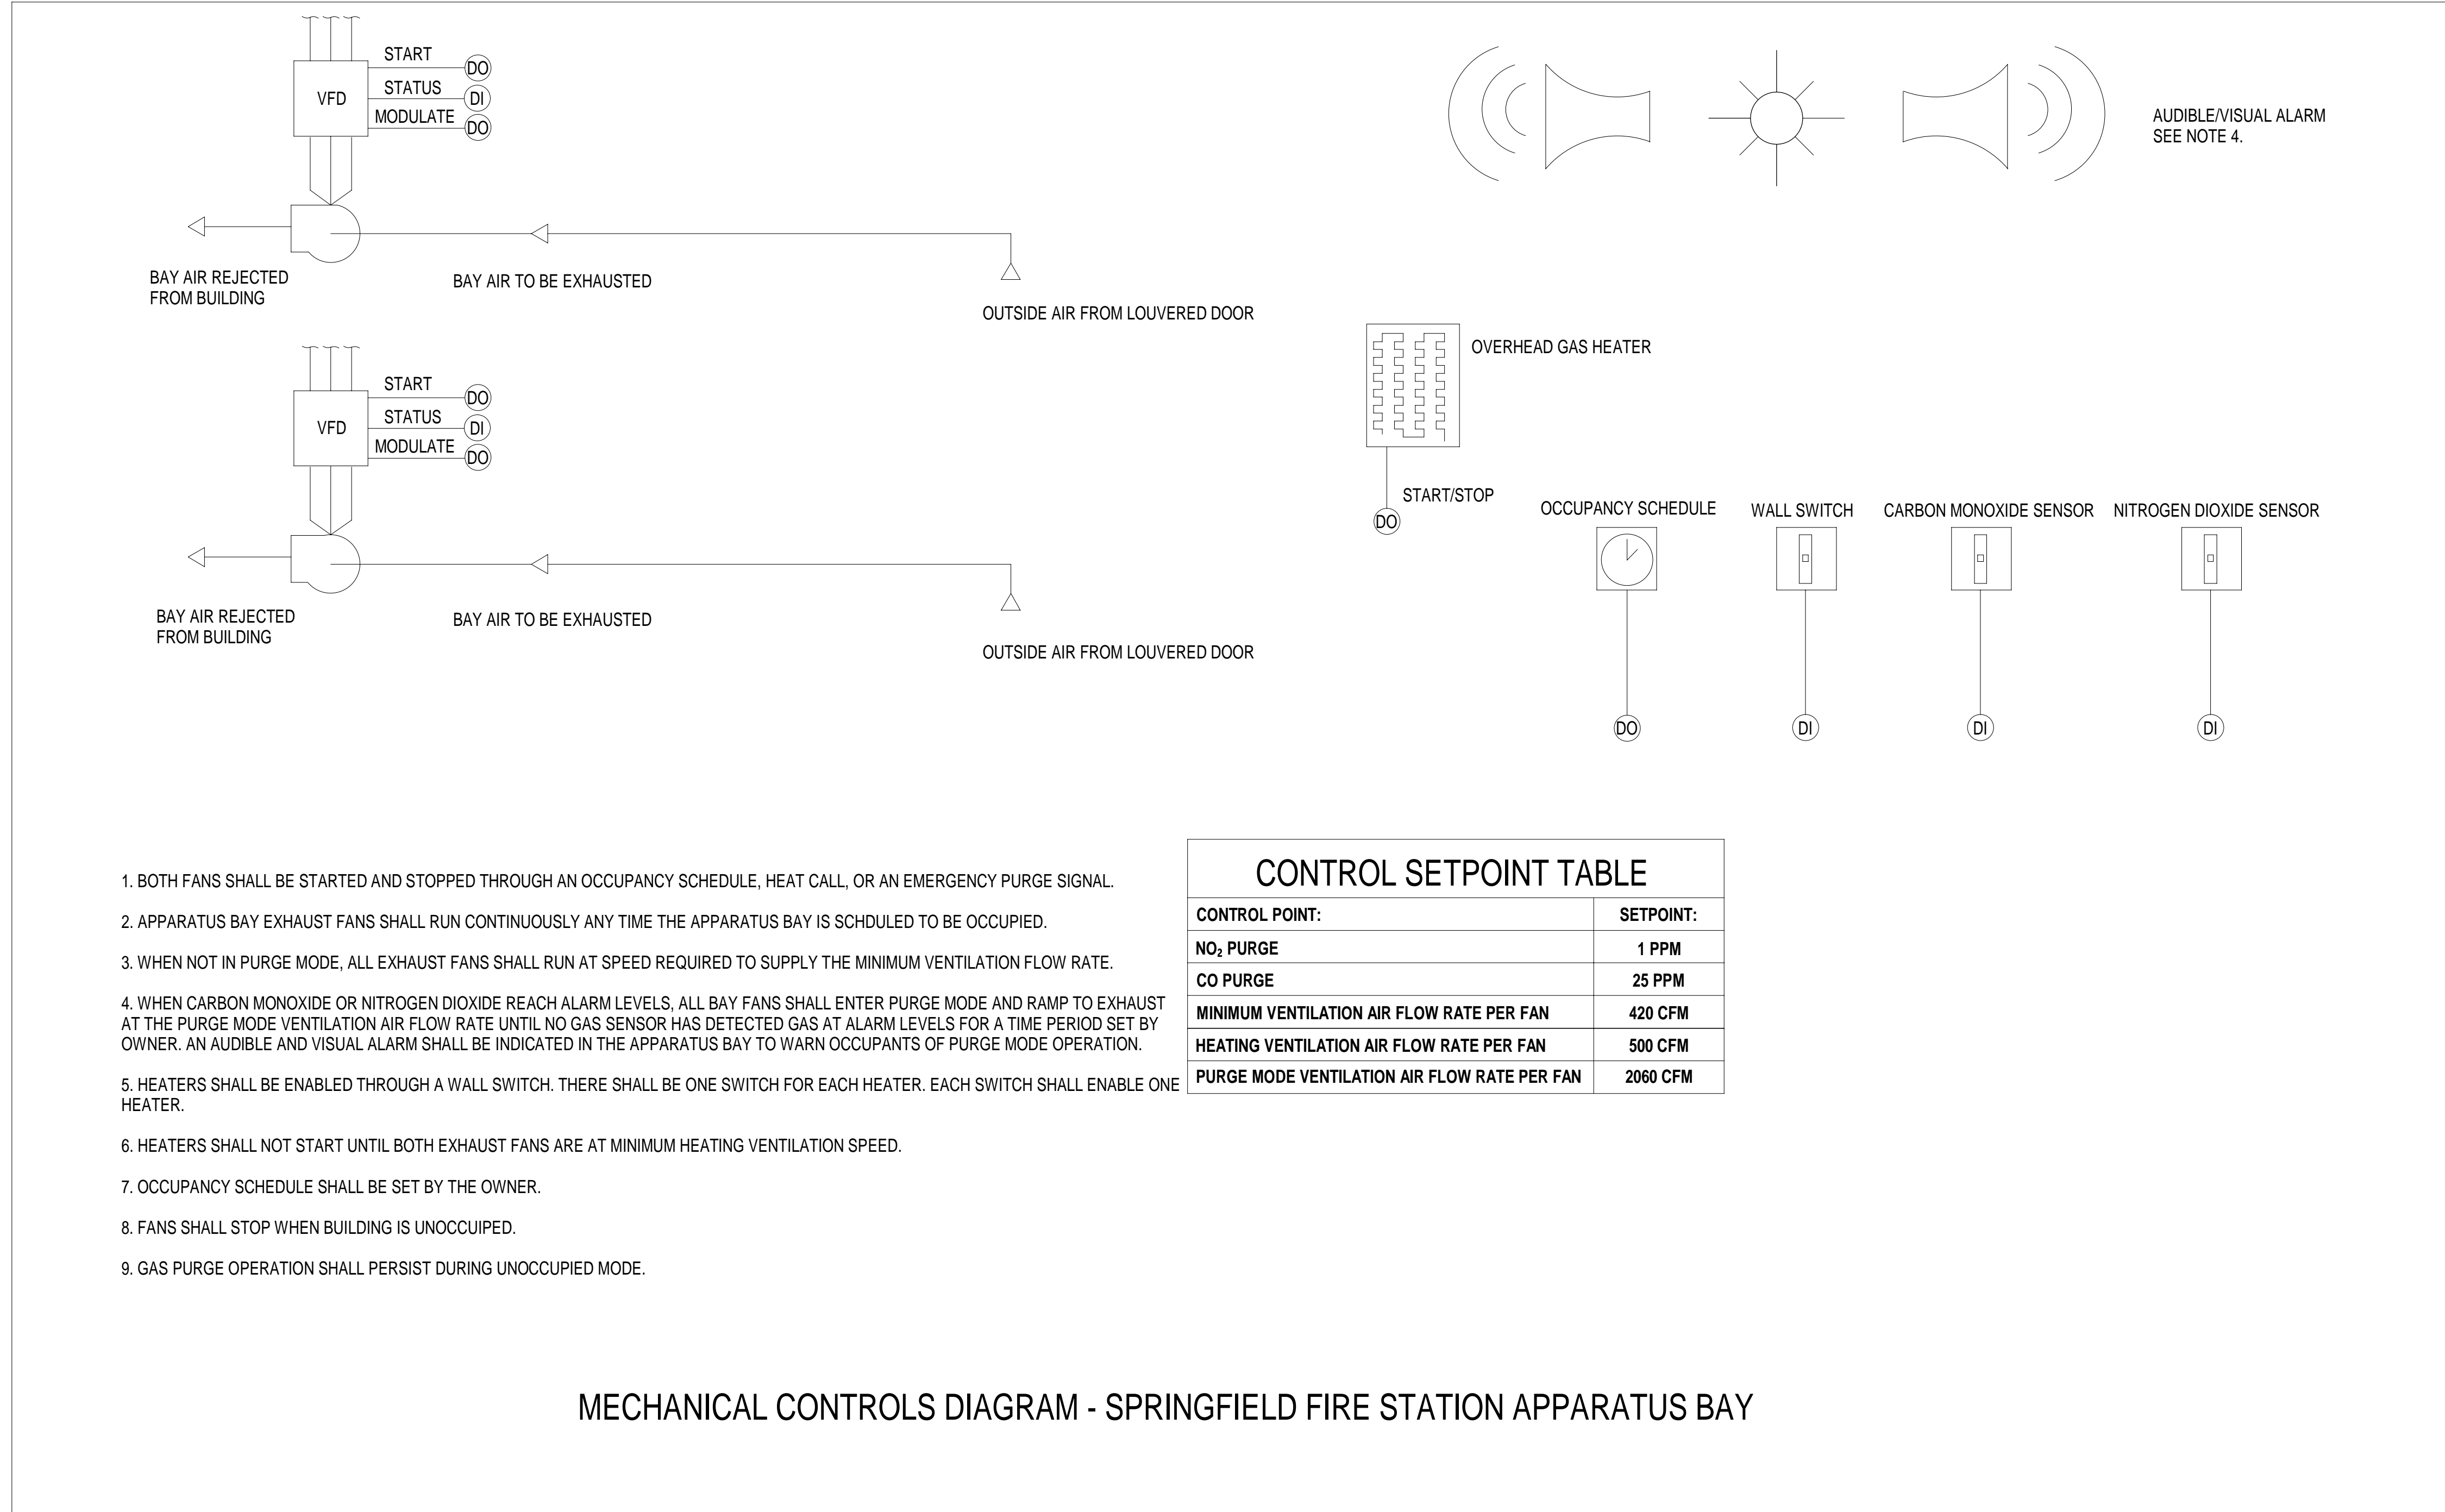 START
DO
VFD
STATUS
DI
MODULATE
DO
BAY AIR REJECTED
FROM BUILDING
BAY AIR TO BE EXHAUSTED
OUTSIDE AIR FROM LOUVERED DOOR
AUDIBLE/VISUAL ALARM
SEE NOTE 4.
START
DO
VFD
STATUS
DI
MODULATE
DO
BAY AIR REJECTED
FROM BUILDING
BAY AIR TO BE EXHAUSTED
OUTSIDE AIR FROM LOUVERED DOOR
OVERHEAD GAS HEATER
START/STOP
DO
OCCUPANCY SCHEDULE
WALL SWITCH
CARBON MONOXIDE SENSOR
NITROGEN DIOXIDE SENSOR
DO
DI
DI
DI
1. BOTH FANS SHALL BE STARTED AND STOPPED THROUGH AN OCCUPANCY SCHEDULE, HEAT CALL, OR AN EMERGENCY PURGE SIGNAL.
2. APPARATUS BAY EXHAUST FANS SHALL RUN CONTINUOUSLY ANY TIME THE APPARATUS BAY IS SCHDULED TO BE OCCUPIED.
3. WHEN NOT IN PURGE MODE, ALL EXHAUST FANS SHALL RUN AT SPEED REQUIRED TO SUPPLY THE MINIMUM VENTILATION FLOW RATE.
4. WHEN CARBON MONOXIDE OR NITROGEN DIOXIDE REACH ALARM LEVELS, ALL BAY FANS SHALL ENTER PURGE MODE AND RAMP TO EXHAUST
AT THE PURGE MODE VENTILATION AIR FLOW RATE UNTIL NO GAS SENSOR HAS DETECTED GAS AT ALARM LEVELS FOR A TIME PERIOD SET BY
OWNER. AN AUDIBLE AND VISUAL ALARM SHALL BE INDICATED IN THE APPARATUS BAY TO WARN OCCUPANTS OF PURGE MODE OPERATION.
5. HEATERS SHALL BE ENABLED THROUGH A WALL SWITCH. THERE SHALL BE ONE SWITCH FOR EACH HEATER. EACH SWITCH SHALL ENABLE ONE
HEATER.
6. HEATERS SHALL NOT START UNTIL BOTH EXHAUST FANS ARE AT MINIMUM HEATING VENTILATION SPEED.
7. OCCUPANCY SCHEDULE SHALL BE SET BY THE OWNER.
8. FANS SHALL STOP WHEN BUILDING IS UNOCCUIPED.
9. GAS PURGE OPERATION SHALL PERSIST DURING UNOCCUPIED MODE.
CONTROL SETPOINT TABLE
CONTROL POINT: SETPOINT:
NO₂ PURGE 1 PPM
CO PURGE 25 PPM
MINIMUM VENTILATION AIR FLOW RATE PER FAN 420 CFM
HEATING VENTILATION AIR FLOW RATE PER FAN 500 CFM
PURGE MODE VENTILATION AIR FLOW RATE PER FAN 2060 CFM
MECHANICAL CONTROLS DIAGRAM - SPRINGFIELD FIRE STATION APPARATUS BAY